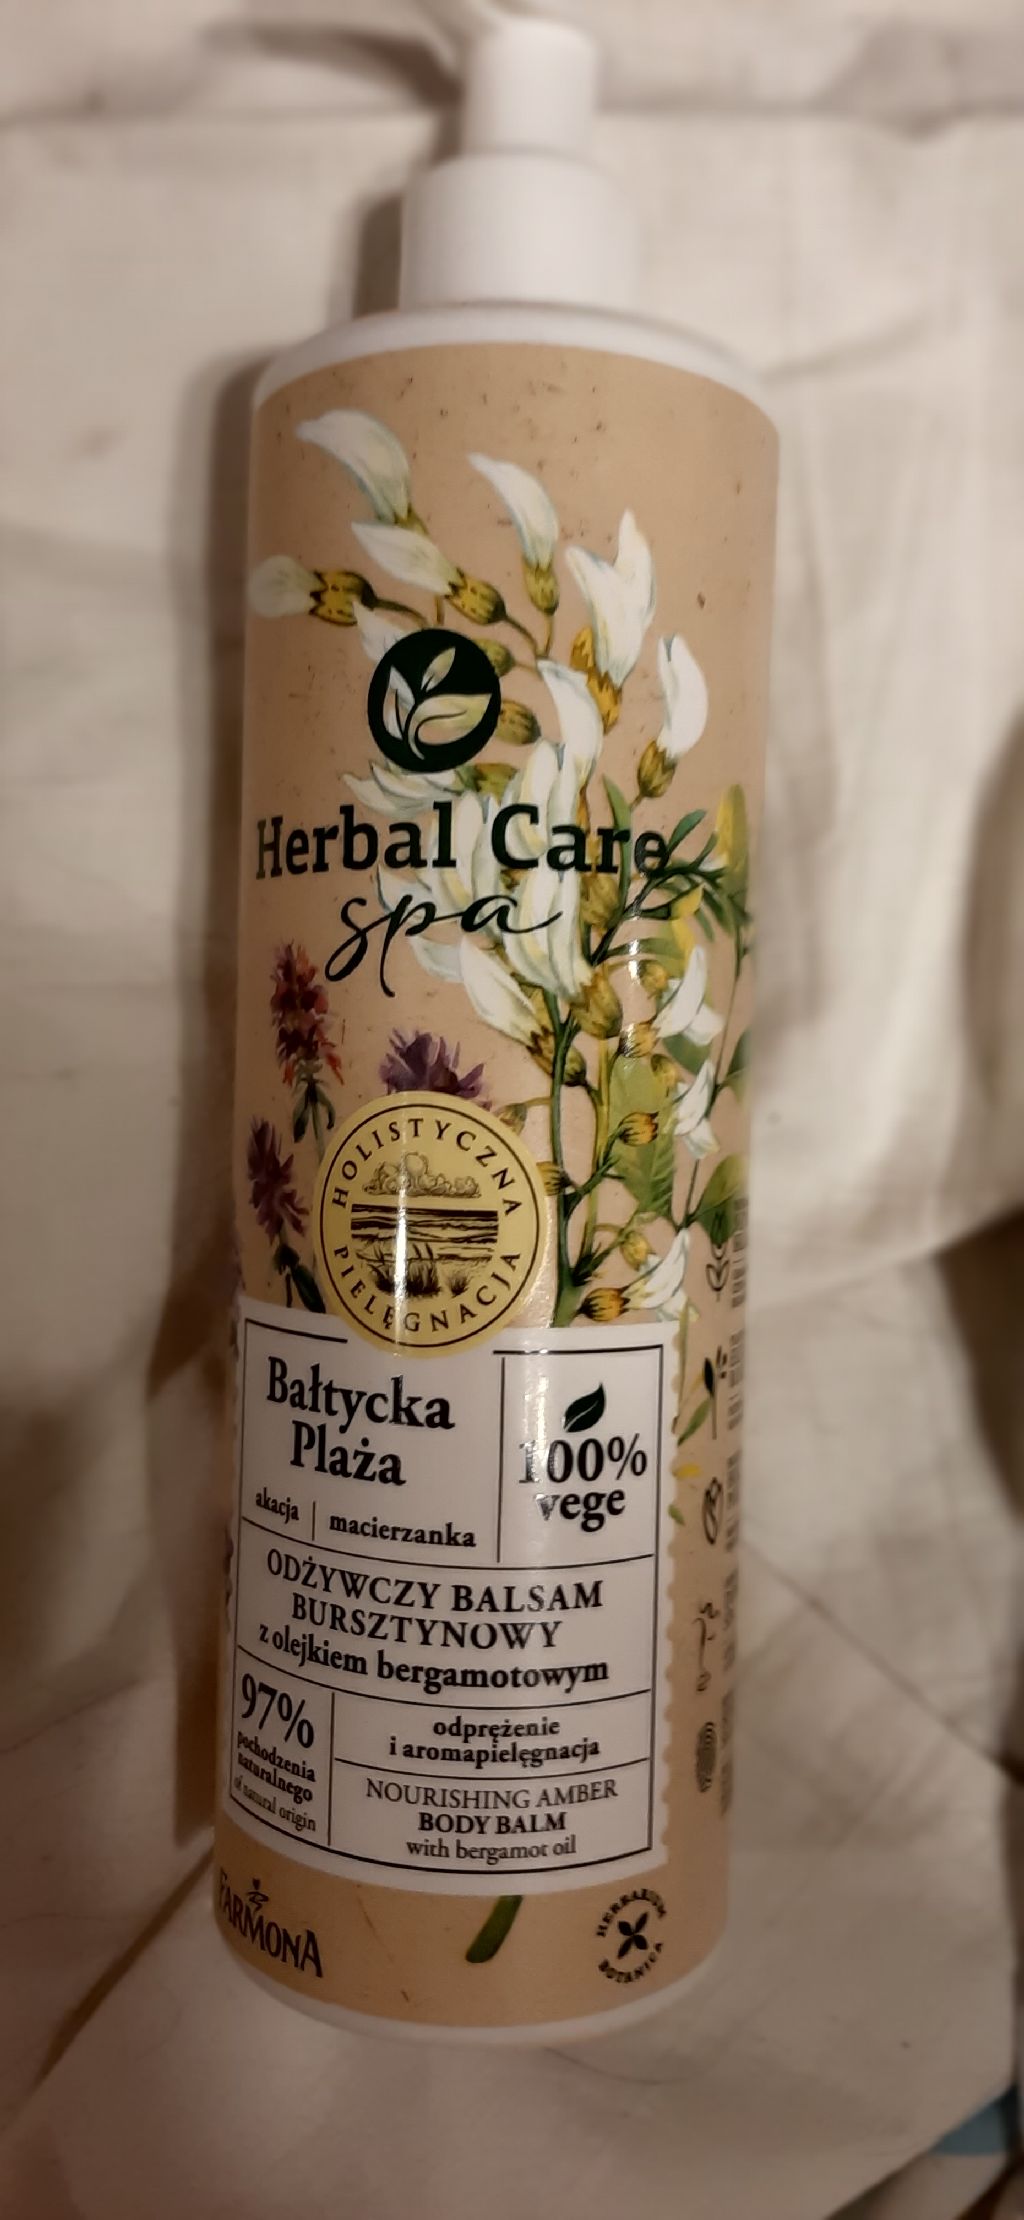 Herbal Care
spa
HOLISTYCZNA
PIELĘGNACJA
Bałtycka
Plaża
akacja | macierzanka
100%
vege
ODŻYWCZY BALSAM
BURSZTYNOWY
z olejkiem bergamotowym
97%
pochodzenia
naturalnego
of natural origin
odprężenie
i aromapielęgnacja
NOURISHING AMBER
BODY BALM
with bergamot oil
FARMONA
HERBARIUM
BOTANICA